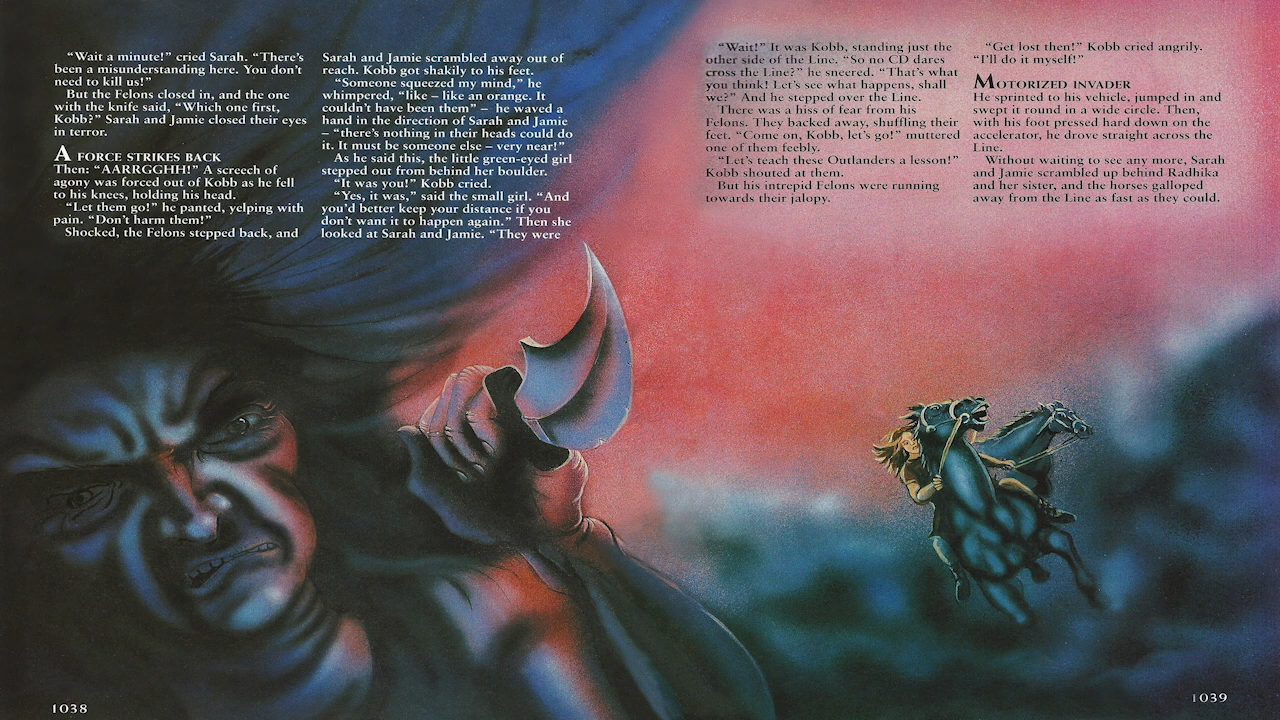 “Wait a minute!” cried Sarah. “There’s
been a misunderstanding here. You don’t
need to kill us!”
But the Felons closed in, and the one
with the knife said, “Which one first,
Kobb?” Sarah and Jamie closed their eyes
in terror.
A FORCE STRIKES BACK
Then: “AARRGGHH!” A screech of
agony was forced out of Kobb as he fell
to his knees, holding his head.
“Let them go!” he panted, yelping with
pain. “Don’t harm them!”
Shocked, the Felons stepped back, and
Sarah and Jamie scrambled away out of
reach. Kobb got shakily to his feet.
“Someone squeezed my mind,” he
whimpered, “like – like an orange. It
couldn’t have been them” – he waved a
hand in the direction of Sarah and Jamie
– “there’s nothing in their heads could do
it. It must be someone else – very near!”
As he said this, the little green-eyed girl
stepped out from behind her boulder.
“It was you!” Kobb cried.
“Yes, it was,” said the small girl. “And
you’d better keep your distance if you
don’t want it to happen again.” Then she
looked at Sarah and Jamie. “They were
“Wait!” It was Kobb, standing just the
other side of the Line. “So no CD dares
cross the Line?” he sneered. “That’s what
you think! Let’s see what happens, shall
we?” And he stepped over the Line.
There was a hiss of fear from his
Felons. They backed away, shuffling their
feet. “Come on, Kobb, let’s go!” muttered
one of them feebly.
“Let’s teach these Outlanders a lesson!”
Kobb shouted at them.
But his intrepid Felons were running
towards their jalopy.
“Get lost then!” Kobb cried angrily.
“I’ll do it myself!”
MOTORIZED INVADER
He sprinted to his vehicle, jumped in and
swept it round in a wide circle. Then,
with his foot pressed hard down on the
accelerator, he drove straight across the
Line.
Without waiting to see any more, Sarah
and Jamie scrambled up behind Radhika
and her sister, and the horses galloped
away from the Line as fast as they could.
1038
1039